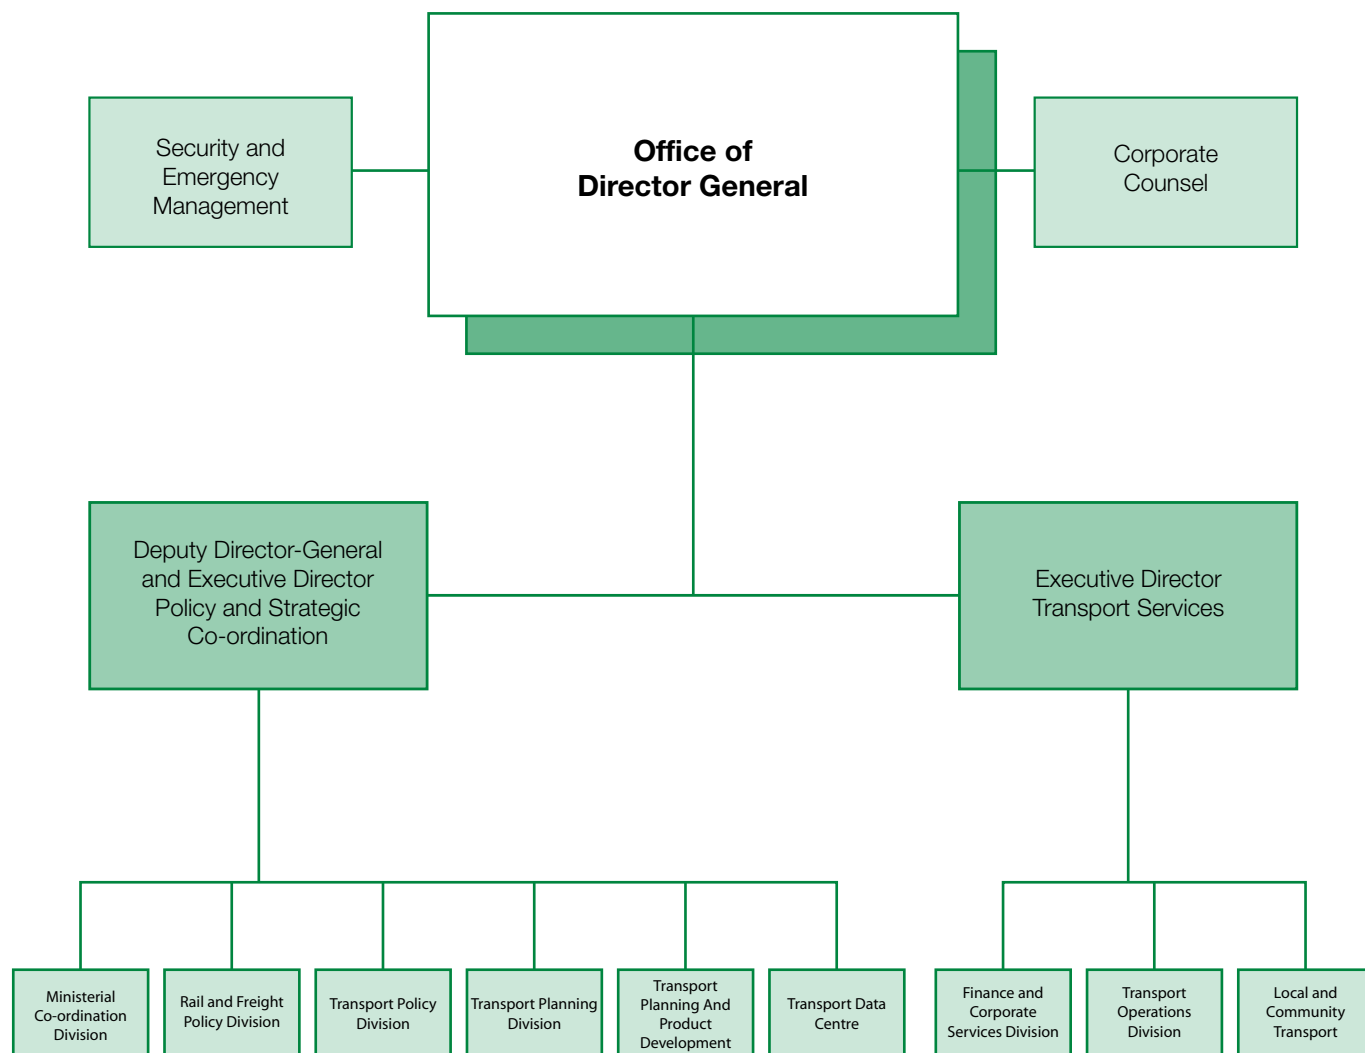 Security and
Emergency
Management
Office of
Director General
Corporate
Counsel
Deputy Director-General
and Executive Director
Policy and Strategic
Co-ordination
Executive Director
Transport Services
Ministerial
Co-ordination
Division
Rail and Freight
Policy Division
Transport Policy
Division
Transport Planning
Division
Transport
Planning And
Product
Development
Transport Data
Centre
Finance and
Corporate
Services Division
Transport
Operations
Division
Local and
Community
Transport